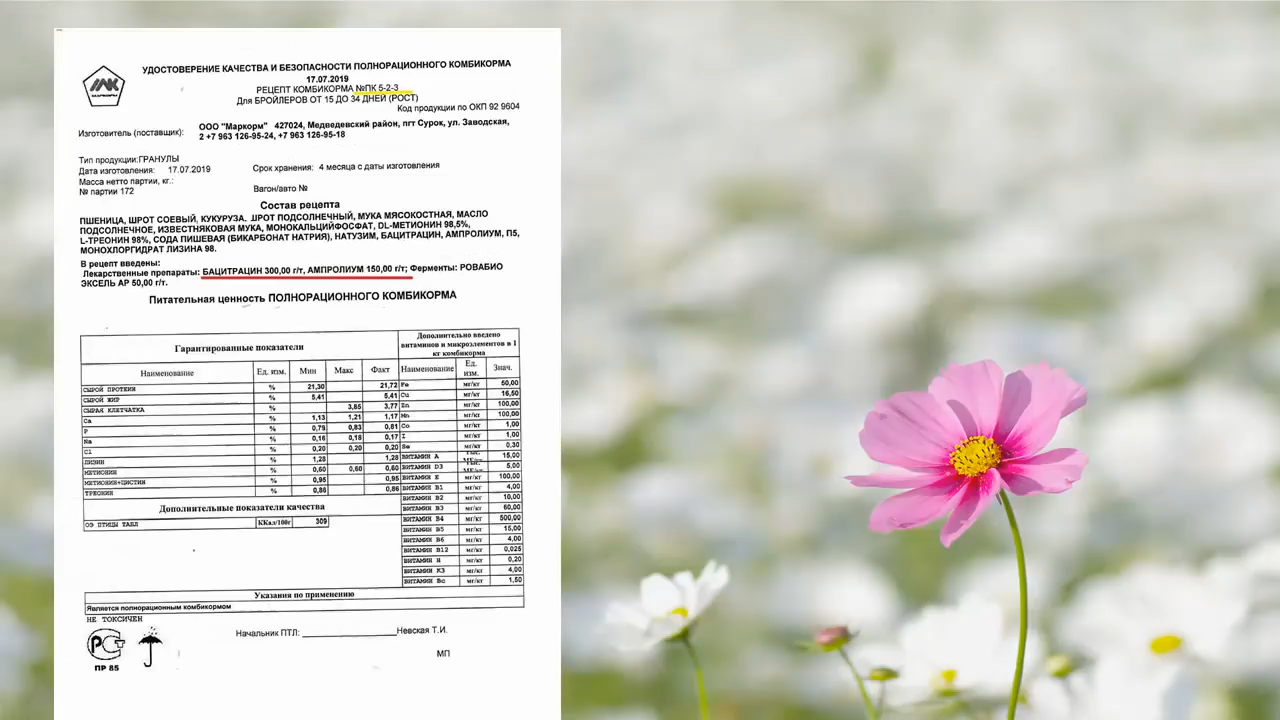 УДОСТОВЕРЕНИЕ КАЧЕСТВА И БЕЗОПАСНОСТИ ПОЛНОРАЦИОННОГО КОМБИКОРМА
17.07.2019
РЕЦЕПТ КОМБИКОРМА №ПК 5-2-3
Для БРОЙЛЕРОВ ОТ 15 ДО 34 ДНЕЙ (РОСТ)
Код продукции по ОКП 92 9604
МАРКОРМ
Изготовитель (поставщик): ООО "Маркорм" 427024, Медведевский район, пгт Сурок, ул. Заводская,
2 +7 963 126-95-24, +7 963 126-95-18
Тип продукции:ГРАНУЛЫ
Дата изготовления: 17.07.2019 Срок хранения: 4 месяца с даты изготовления
Масса нетто партии, кг.:
№ партии 172 Вагон/авто №
Состав рецепта
ПШЕНИЦА, ШРОТ СОЕВЫЙ, КУКУРУЗА. ШРОТ ПОДСОЛНЕЧНЫЙ, МУКА МЯСОКОСТНАЯ, МАСЛО
ПОДСОЛНЕЧНОЕ, ИЗВЕСТНЯКОВАЯ МУКА, МОНОКАЛЬЦИЙФОСФАТ, DL-МЕТИОНИН 98,5%,
L-ТРЕОНИН 98%, СОДА ПИШЕВАЯ (БИКАРБОНАТ НАТРИЯ), НАТУЗИМ, БАЦИТРАЦИН, АМПРОЛИУМ, П5,
МОНОХЛОРГИДРАТ ЛИЗИНА 98.
В рецепт введены:
Лекарственные препараты: БАЦИТРАЦИН 300,00 г/т, АМПРОЛИУМ 150,00 г/т; Ферменты: РОВАБИО
ЭКСЕЛЬ АР 50,00 г/т.
Питательная ценность ПОЛНОРАЦИОННОГО КОМБИКОРМА
Гарантированные показатели
Наименование Ед. изм. Мин Макс Факт
СЫРОЙ ПРОТЕИН % 21,30 21,72
СЫРОЙ ЖИР % 5,41 5,41
СЫРАЯ КЛЕТЧАТКА % 3,85 3,77
Ca % 1,13 1,21 1,17
P % 0,79 0,83 0,81
Na % 0,16 0,18 0,17
Cl % 0,20 0,20 0,20
ЛИЗИН % 1,28 1,28
МЕТИОНИН % 0,60 0,60 0,60
МЕТИОНИН+ЦИСТИН % 0,95 0,95
ТРЕОНИН % 0,86 0,86
Дополнительные показатели качества
ОЭ ПТИЦЫ ТАБЛ ККал/100г 309
Дополнительно введено
витаминов и микроэлементов в 1
кг комбикорма
Наименование Ед. изм. Знач.
Fe мг/кг 50,00
Cu мг/кг 16,50
Zn мг/кг 100,00
Mn мг/кг 100,00
Co мг/кг 1,00
I мг/кг 1,00
Se мг/кг 0,30
ВИТАМИН A 15,00
ВИТАМИН D3 5,00
ВИТАМИН E мг/кг 100,00
ВИТАМИН B1 мг/кг 4,00
ВИТАМИН B2 мг/кг 10,00
ВИТАМИН B3 мг/кг 60,00
ВИТАМИН B4 мг/кг 500,00
ВИТАМИН B5 мг/кг 15,00
ВИТАМИН B6 мг/кг 4,00
ВИТАМИН B12 мг/кг 0,025
ВИТАМИН H мг/кг 0,20
ВИТАМИН K3 мг/кг 4,00
ВИТАМИН Bc мг/кг 1,50
Указания по применению
Является полнорационным комбикормом
НЕ ТОКСИЧЕН
РСТ
ПР 85
Начальник ПТЛ: Невская Т.И.
МП